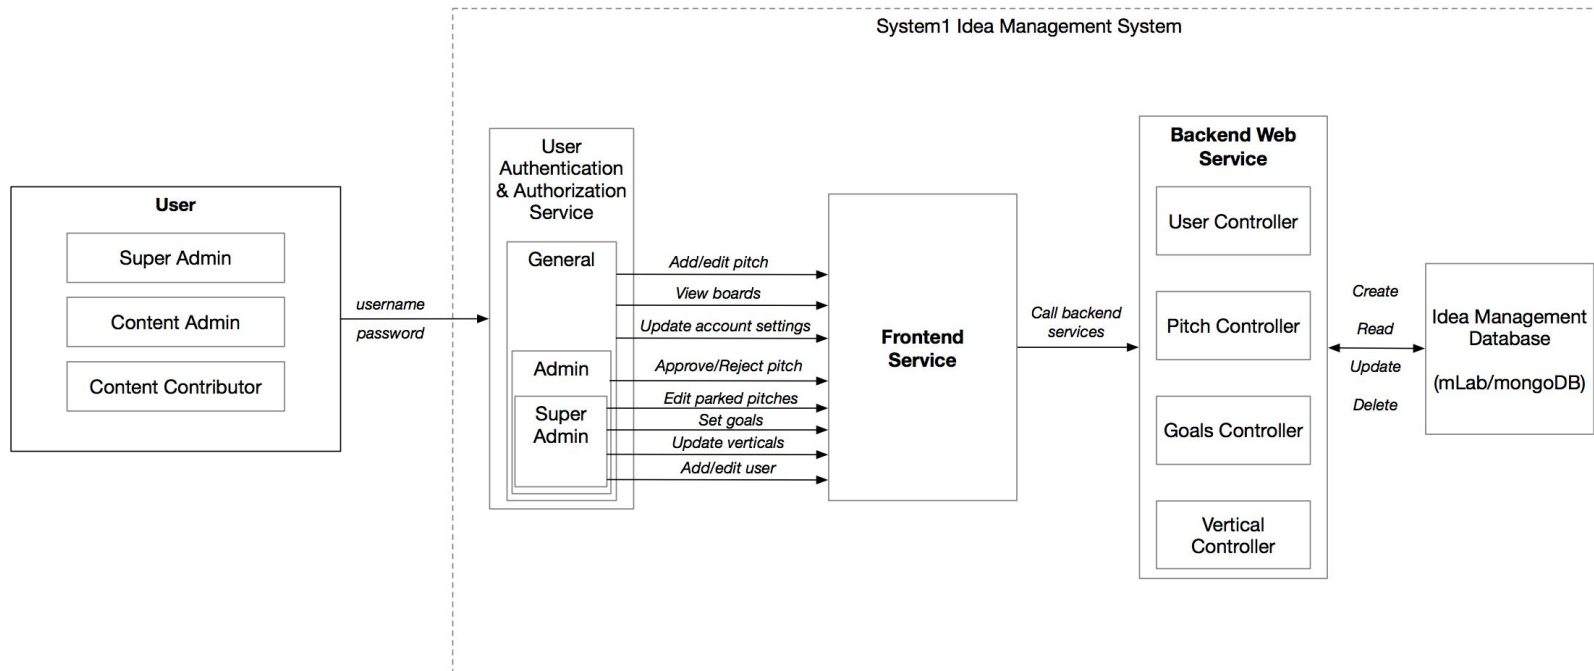 System1 Idea Management System
User
Super Admin
Content Admin
Content Contributor
username
password
User
Authentication
& Authorization
Service
General
Admin
Super
Admin
Add/edit pitch
View boards
Update account settings
Approve/Reject pitch
Edit parked pitches
Set goals
Update verticals
Add/edit user
Frontend
Service
Call backend
services
Backend Web
Service
User Controller
Pitch Controller
Goals Controller
Vertical
Controller
Create
Read
Update
Delete
Idea Management
Database
(mLab/mongoDB)